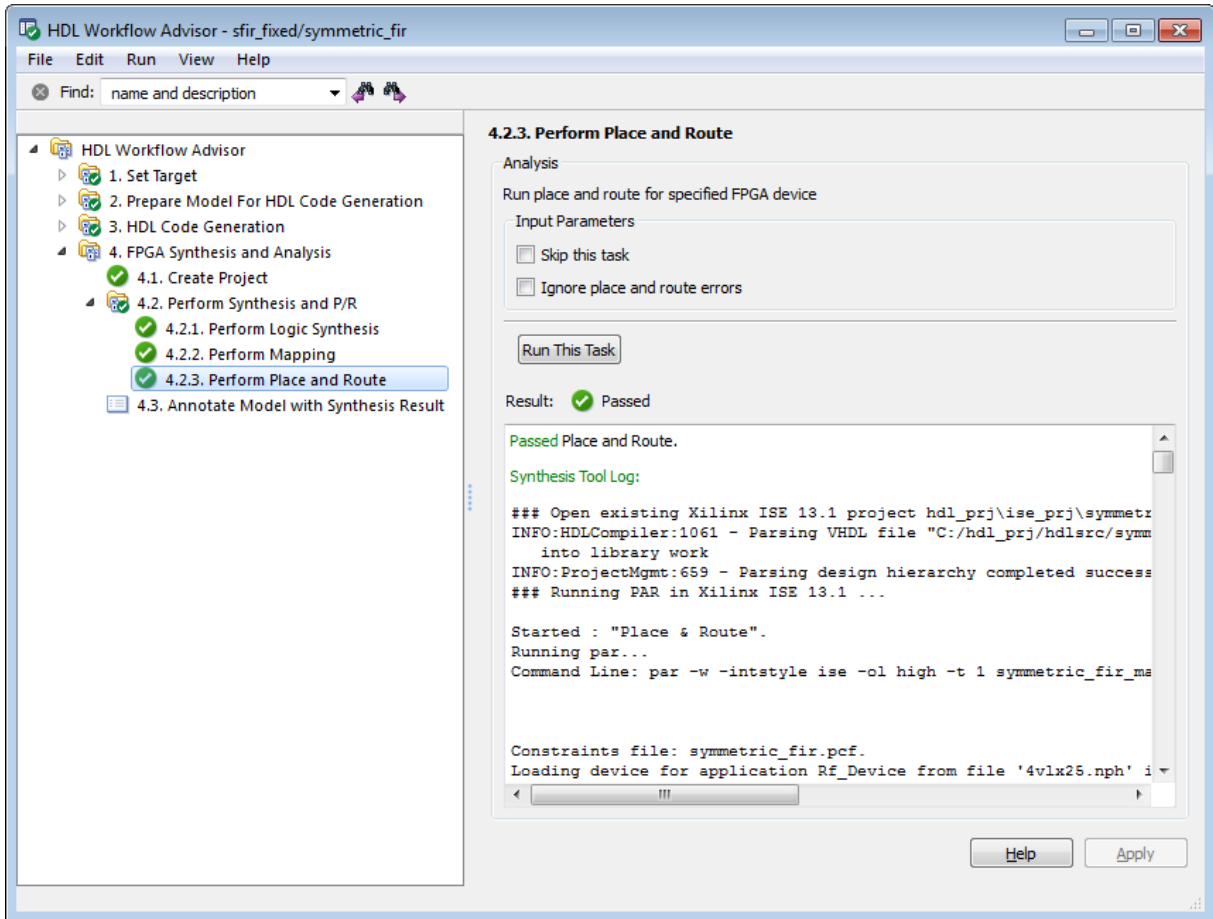 HDL Workflow Advisor - sfir_fixed/symmetric_fir
File Edit Run View Help
Find: name and description
HDL Workflow Advisor
1. Set Target
2. Prepare Model For HDL Code Generation
3. HDL Code Generation
4. FPGA Synthesis and Analysis
4.1. Create Project
4.2. Perform Synthesis and P/R
4.2.1. Perform Logic Synthesis
4.2.2. Perform Mapping
4.2.3. Perform Place and Route
4.3. Annotate Model with Synthesis Result
4.2.3. Perform Place and Route
Analysis
Run place and route for specified FPGA device
Input Parameters
Skip this task
Ignore place and route errors
Run This Task
Result: Passed
Passed Place and Route.
Synthesis Tool Log:
### Open existing Xilinx ISE 13.1 project hdl_prj\ise_prj\symmetr
INFO:HDLCompiler:1061 - Parsing VHDL file "C:/hdl_prj/hdlsrc/symm
into library work
INFO:ProjectMgmt:659 - Parsing design hierarchy completed success
### Running PAR in Xilinx ISE 13.1 ...
Started : "Place & Route".
Running par...
Command Line: par -w -intstyle ise -ol high -t 1 symmetric_fir_ma
Constraints file: symmetric_fir.pcf.
Loading device for application Rf_Device from file '4vlx25.nph' i
Help Apply